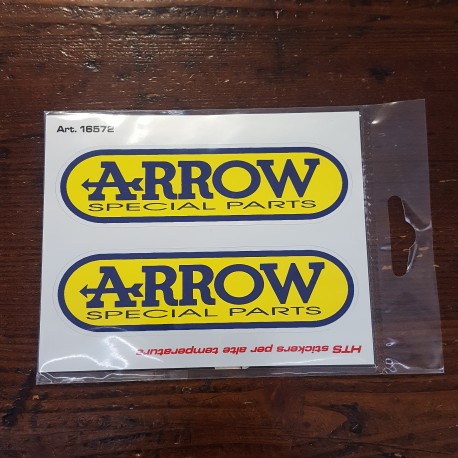 Art. 16572
ARROW
SPECIAL PARTS
ARROW
SPECIAL PARTS
HTS stickers per alte temperature